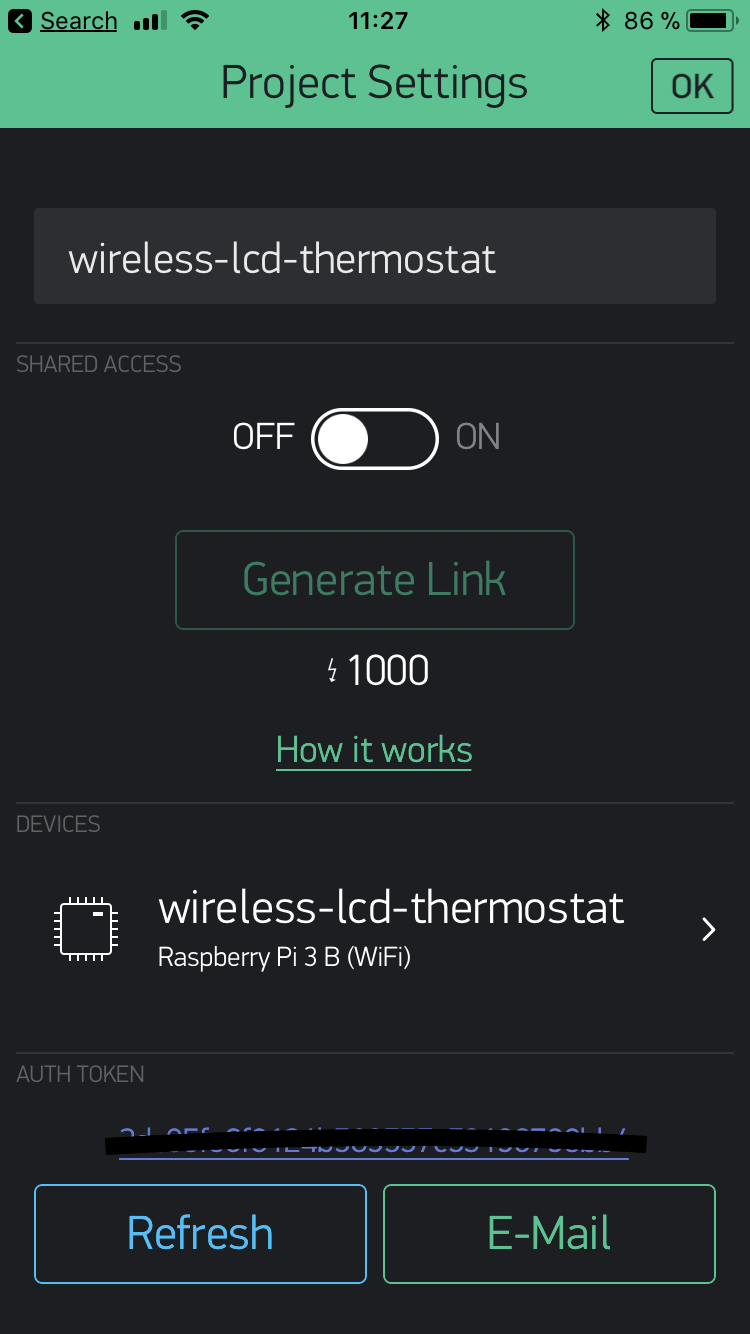 Search 11:27 86 %
Project Settings OK
wireless-lcd-thermostat
SHARED ACCESS
OFF ON
Generate Link
1000
How it works
DEVICES
wireless-lcd-thermostat
Raspberry Pi 3 B (WiFi)
AUTH TOKEN
Refresh E-Mail